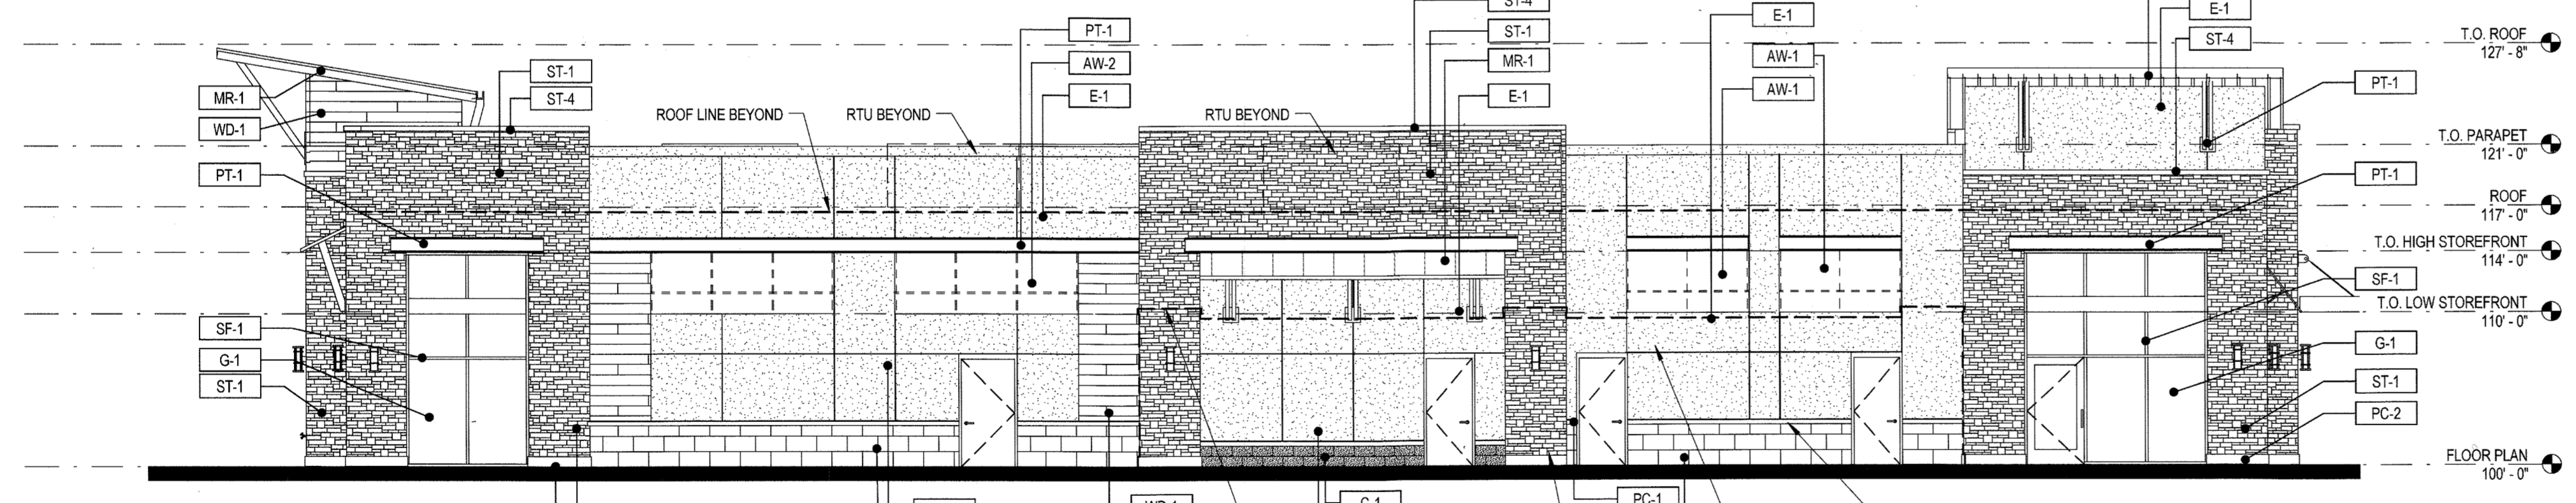 ST-4
E-1
E-1
PT-1
ST-1
T.O. ROOF
127' - 8"
ST-4
AW-1
MR-1
AW-2
ST-1
PT-1
MR-1
E-1
E-1
AW-1
ST-4
ROOF LINE BEYOND
RTU BEYOND
RTU BEYOND
WD-1
T.O. PARAPET
121' - 0"
PT-1
PT-1
ROOF
117' - 0"
T.O. HIGH STOREFRONT
114' - 0"
SF-1
T.O. LOW STOREFRONT
110' - 0"
SF-1
G-1
G-1
ST-1
ST-1
PC-2
FLOOR PLAN
100' - 0"
WD-1
PC-1